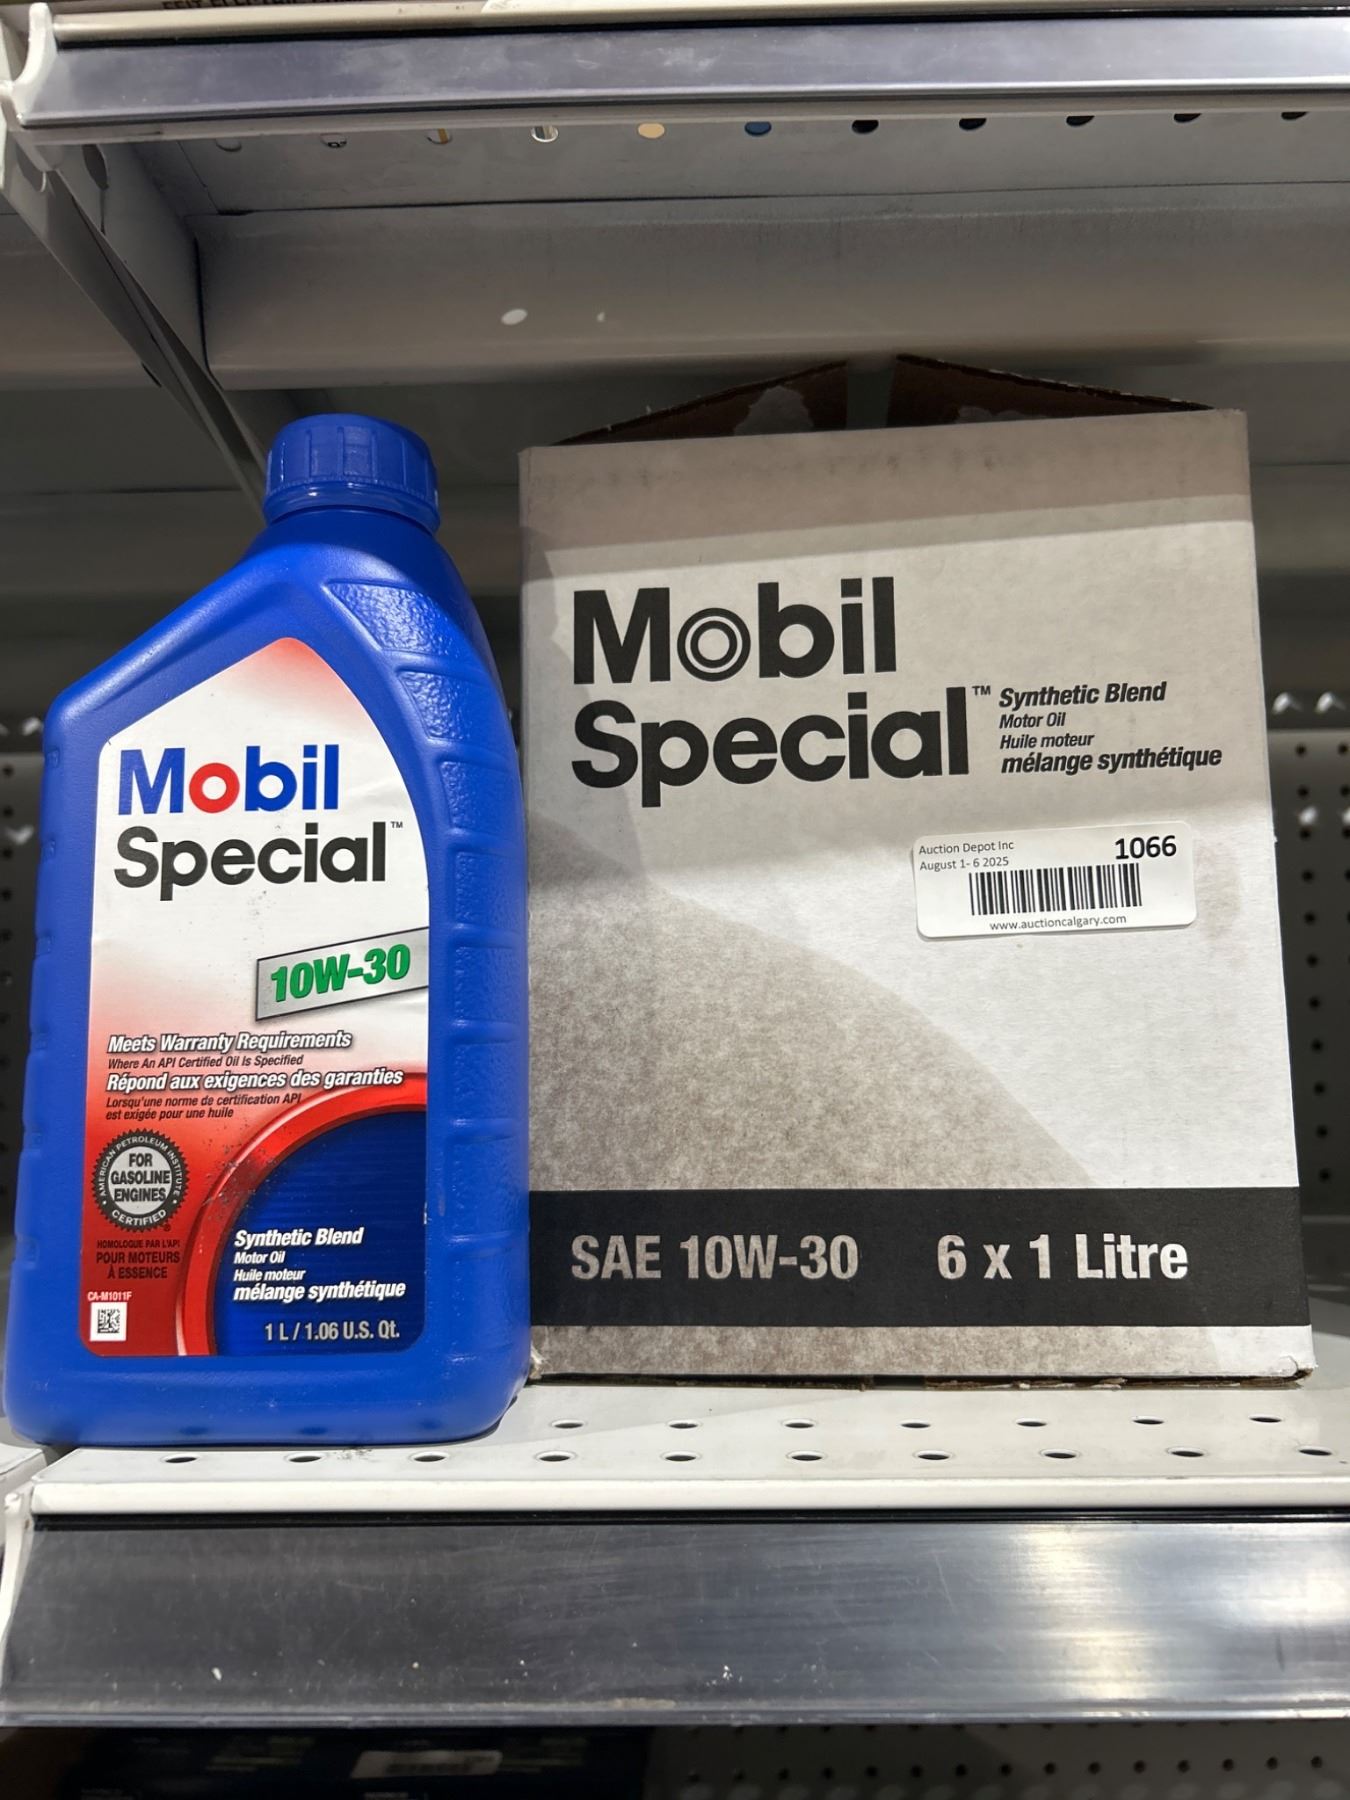 Mobil
Special™
10W-30
Meets Warranty Requirements
Where An API Certified Oil Is Specified
Répond aux exigences des garanties
Lorsqu'une norme de certification API
est exigée pour une huile
AMERICAN PETROLEUM INSTITUTE
FOR
GASOLINE
ENGINES
CERTIFIED
HOMOLOGUÉ PAR L'API
POUR MOTEURS
À ESSENCE
CA-M1011F
Synthetic Blend
Motor Oil
Huile moteur
mélange synthétique
1 L / 1.06 U.S. Qt.
Mobil
Special™
Synthetic Blend
Motor Oil
Huile moteur
mélange synthétique
Auction Depot Inc
August 1- 6 2025
1066
www.auctioncalgary.com
SAE 10W-30
6 x 1 Litre